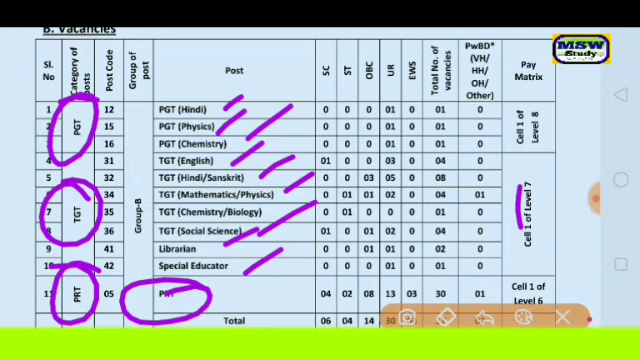 B. Vacancies
MSW
Study
Sl. No Category of posts Post Code Group of post Post SC ST OBC UR EWS Total No. of vacancies PwBD* (VH/ HH/ OH/ Other) Pay Matrix
1 PGT 12 Group-B PGT (Hindi) 0 0 0 01 0 01 0 Cell 1 of Level 8
2 15 PGT (Physics) 0 0 0 01 0 01 0
3 16 PGT (Chemistry) 0 0 0 01 0 01 0
4 TGT 31 TGT (English) 01 0 0 03 0 04 0 Cell 1 of Level 7
5 32 TGT (Hindi/Sanskrit) 0 0 03 05 0 08 0
34 TGT (Mathematics/Physics) 0 01 01 02 0 04 01
7 35 TGT (Chemistry/Biology) 0 01 0 0 0 01 0
8 36 TGT (Social Science) 01 0 01 02 0 04 0
9 41 Librarian 0 0 01 01 0 02 0
10 42 Special Educator 0 0 0 01 0 01 0
11 PRT 05 PRT 04 02 08 13 03 30 01 Cell 1 of Level 6
Total 06 04 14 30